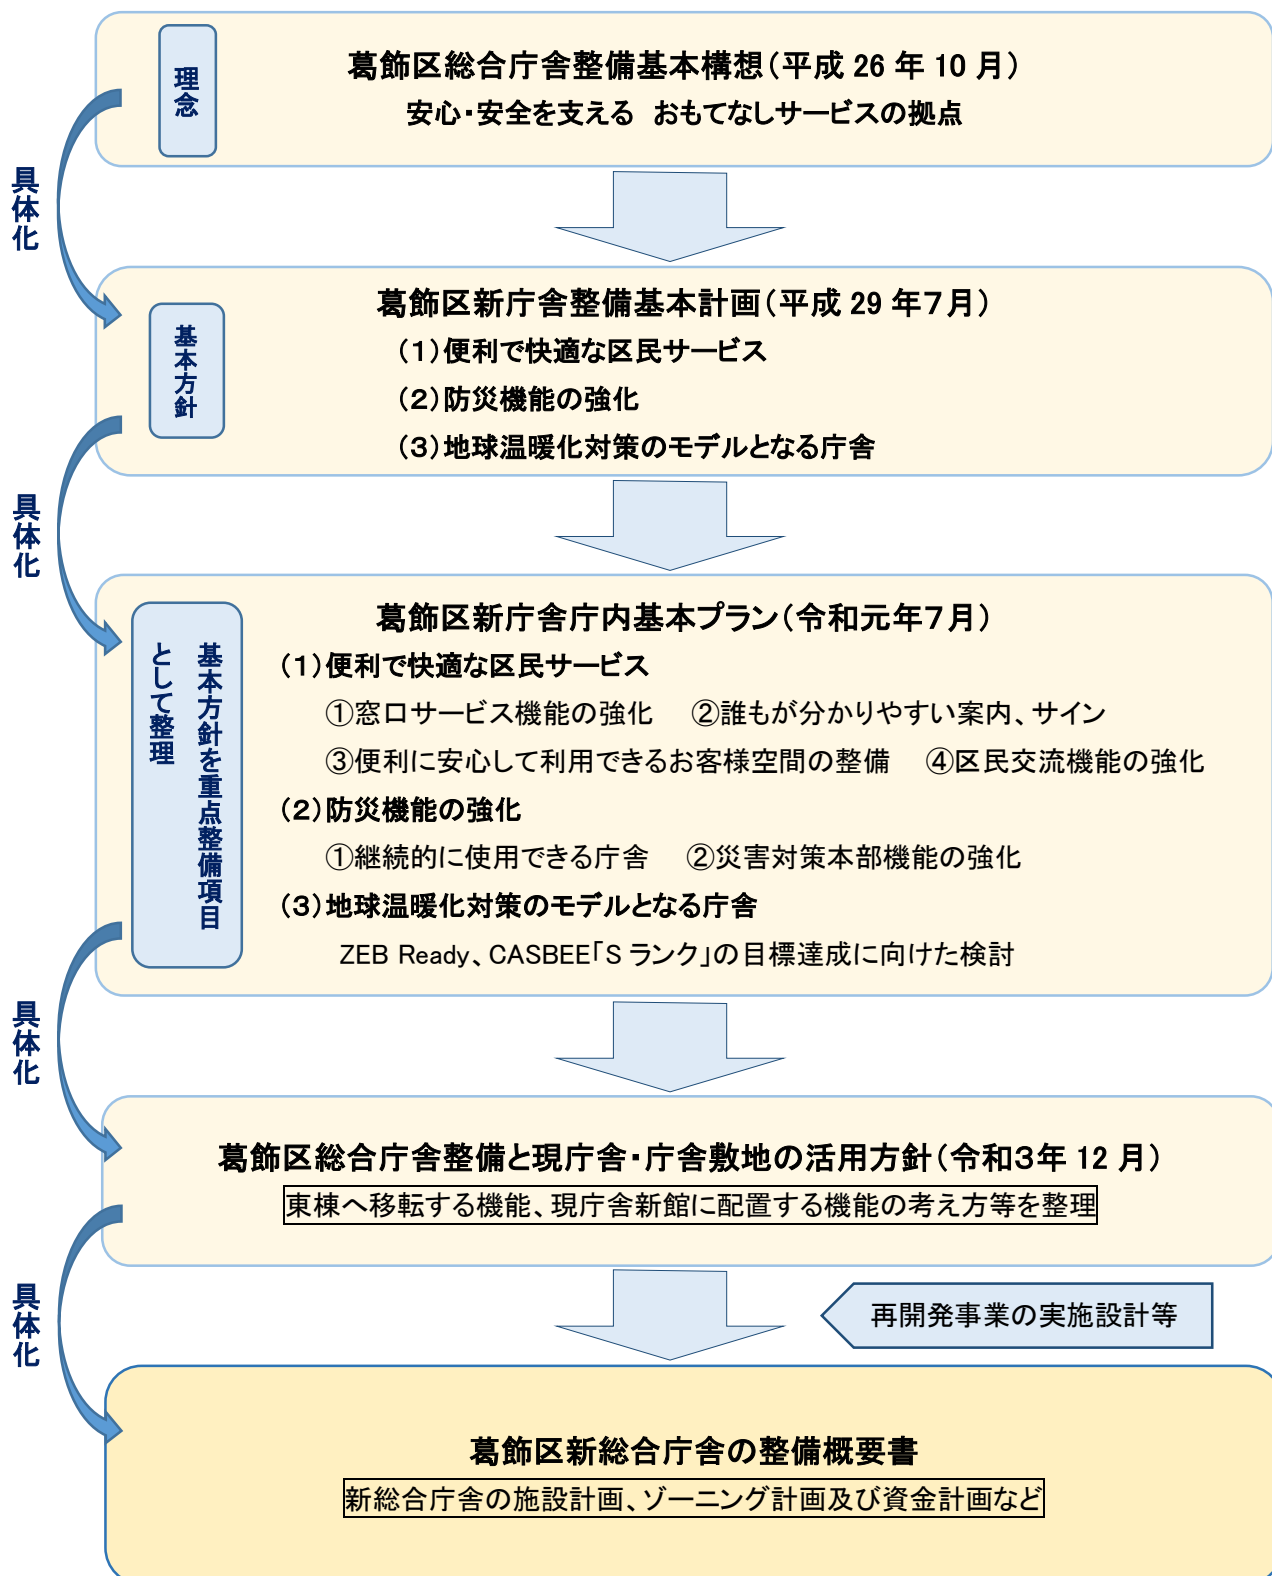 理念
葛飾区総合庁舎整備基本構想（平成 26 年 10 月）
安心・安全を支える おもてなしサービスの拠点
具体化
基本方針
葛飾区新庁舎整備基本計画（平成 29 年７月）
（１）便利で快適な区民サービス
（２）防災機能の強化
（３）地球温暖化対策のモデルとなる庁舎
具体化
基本方針を重点整備項目
として整理
葛飾区新庁舎庁内基本プラン（令和元年７月）
（１）便利で快適な区民サービス
①窓口サービス機能の強化 ②誰もが分かりやすい案内、サイン
③便利に安心して利用できるお客様空間の整備 ④区民交流機能の強化
（２）防災機能の強化
①継続的に使用できる庁舎 ②災害対策本部機能の強化
（３）地球温暖化対策のモデルとなる庁舎
ZEB Ready、CASBEE「S ランク」の目標達成に向けた検討
具体化
葛飾区総合庁舎整備と現庁舎・庁舎敷地の活用方針（令和３年 12 月）
東棟へ移転する機能、現庁舎新館に配置する機能の考え方等を整理
具体化
再開発事業の実施設計等
葛飾区新総合庁舎の整備概要書
新総合庁舎の施設計画、ゾーニング計画及び資金計画など